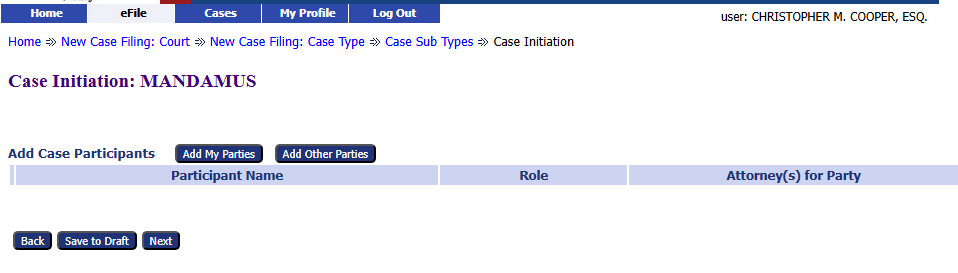 Home eFile Cases My Profile Log Out
user: CHRISTOPHER M. COOPER, ESQ.
Home ⇒ New Case Filing: Court ⇒ New Case Filing: Case Type ⇒ Case Sub Types ⇒ Case Initiation
Case Initiation: MANDAMUS
Add Case Participants Add My Parties Add Other Parties
Participant Name Role Attorney(s) for Party
Back Save to Draft Next